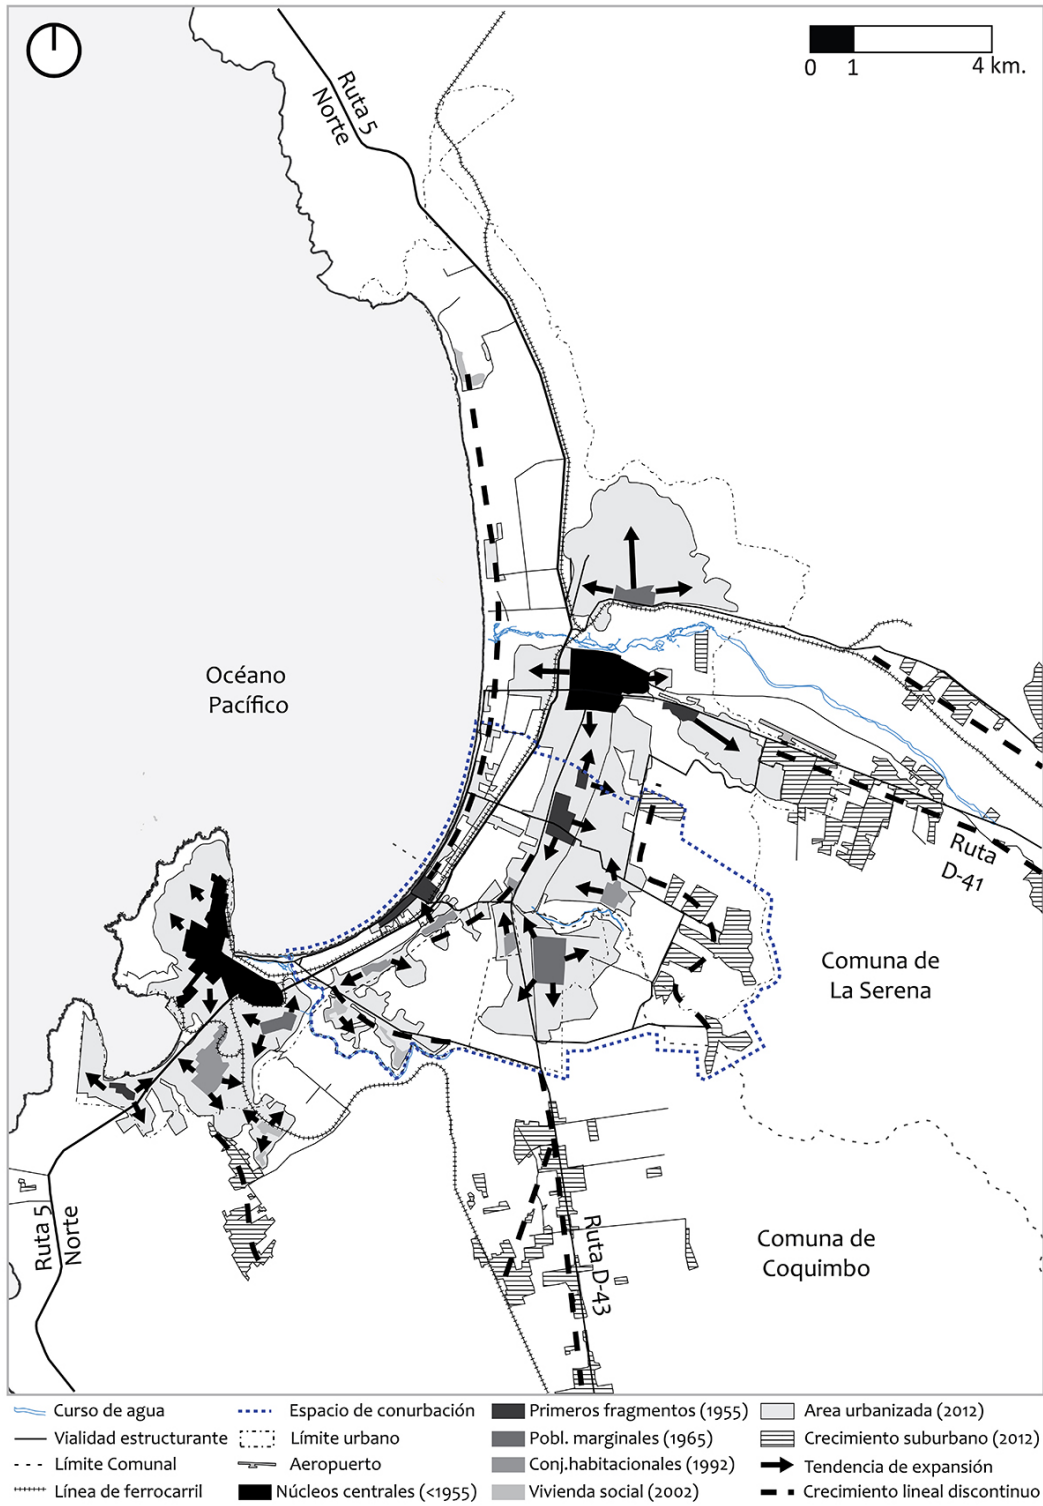 Ruta 5
Norte
0 1 4 km.
Océano
Pacífico
Ruta
D-41
Comuna de
La Serena
Ruta 5
Norte
Ruta D-43
Comuna de
Coquimbo
Curso de agua
Vialidad estructurante
Límite Comunal
Línea de ferrocarril
Espacio de conurbación
Límite urbano
Aeropuerto
Núcleos centrales (<1955)
Primeros fragmentos (1955)
Pobl. marginales (1965)
Conj.habitacionales (1992)
Vivienda social (2002)
Area urbanizada (2012)
Crecimiento suburbano (2012)
Tendencia de expansión
Crecimiento lineal discontinuo